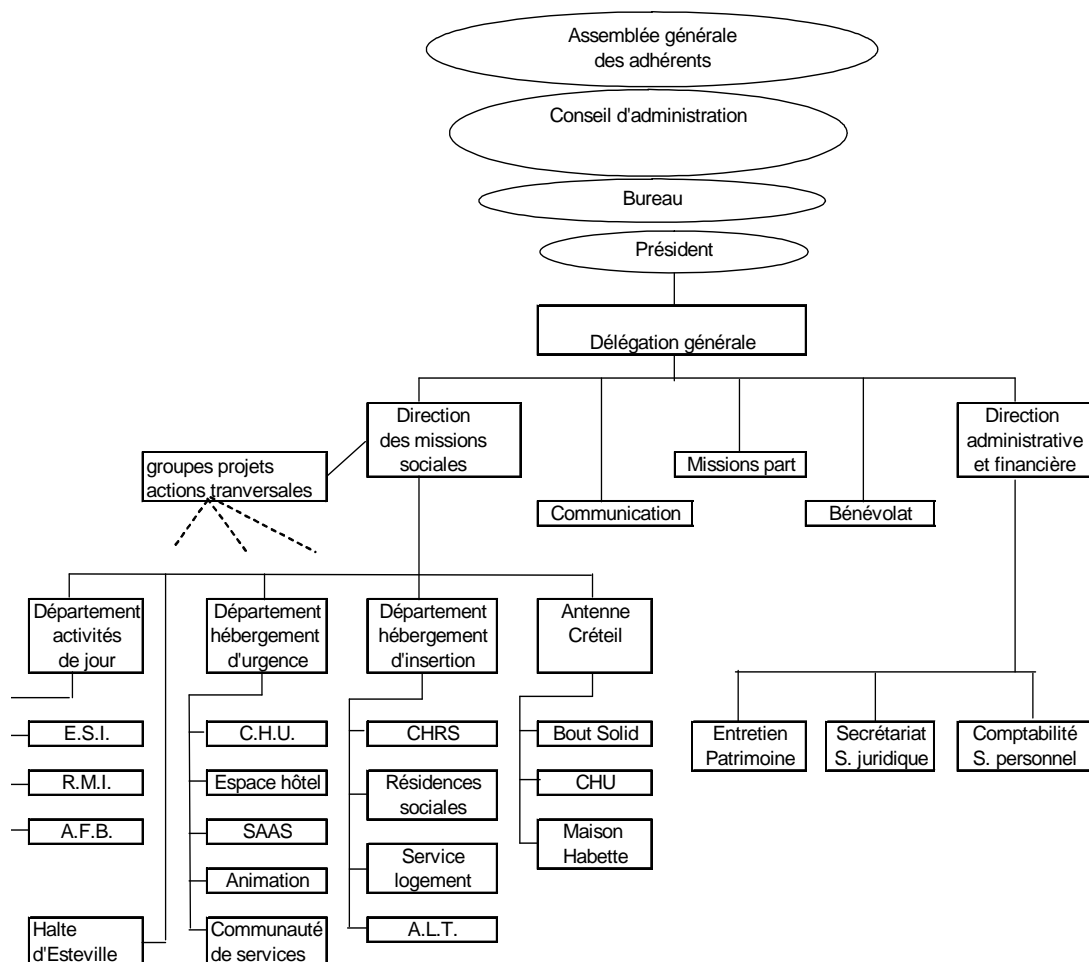 Assemblée générale
des adhérents
Conseil d'administration
Bureau
Président
Délégation générale
Direction
des missions
sociales
Direction
administrative
et financière
groupes projets
actions tranversales
Missions part
Communication
Bénévolat
Département
activités
de jour
Département
hébergement
d'urgence
Département
hébergement
d'insertion
Antenne
Créteil
E.S.I.
R.M.I.
A.F.B.
Halte
d'Esteville
C.H.U.
Espace hôtel
SAAS
Animation
Communauté
de services
CHRS
Résidences
sociales
Service
logement
A.L.T.
Bout Solid
CHU
Maison
Habette
Entretien
Patrimoine
Secrétariat
S. juridique
Comptabilité
S. personnel